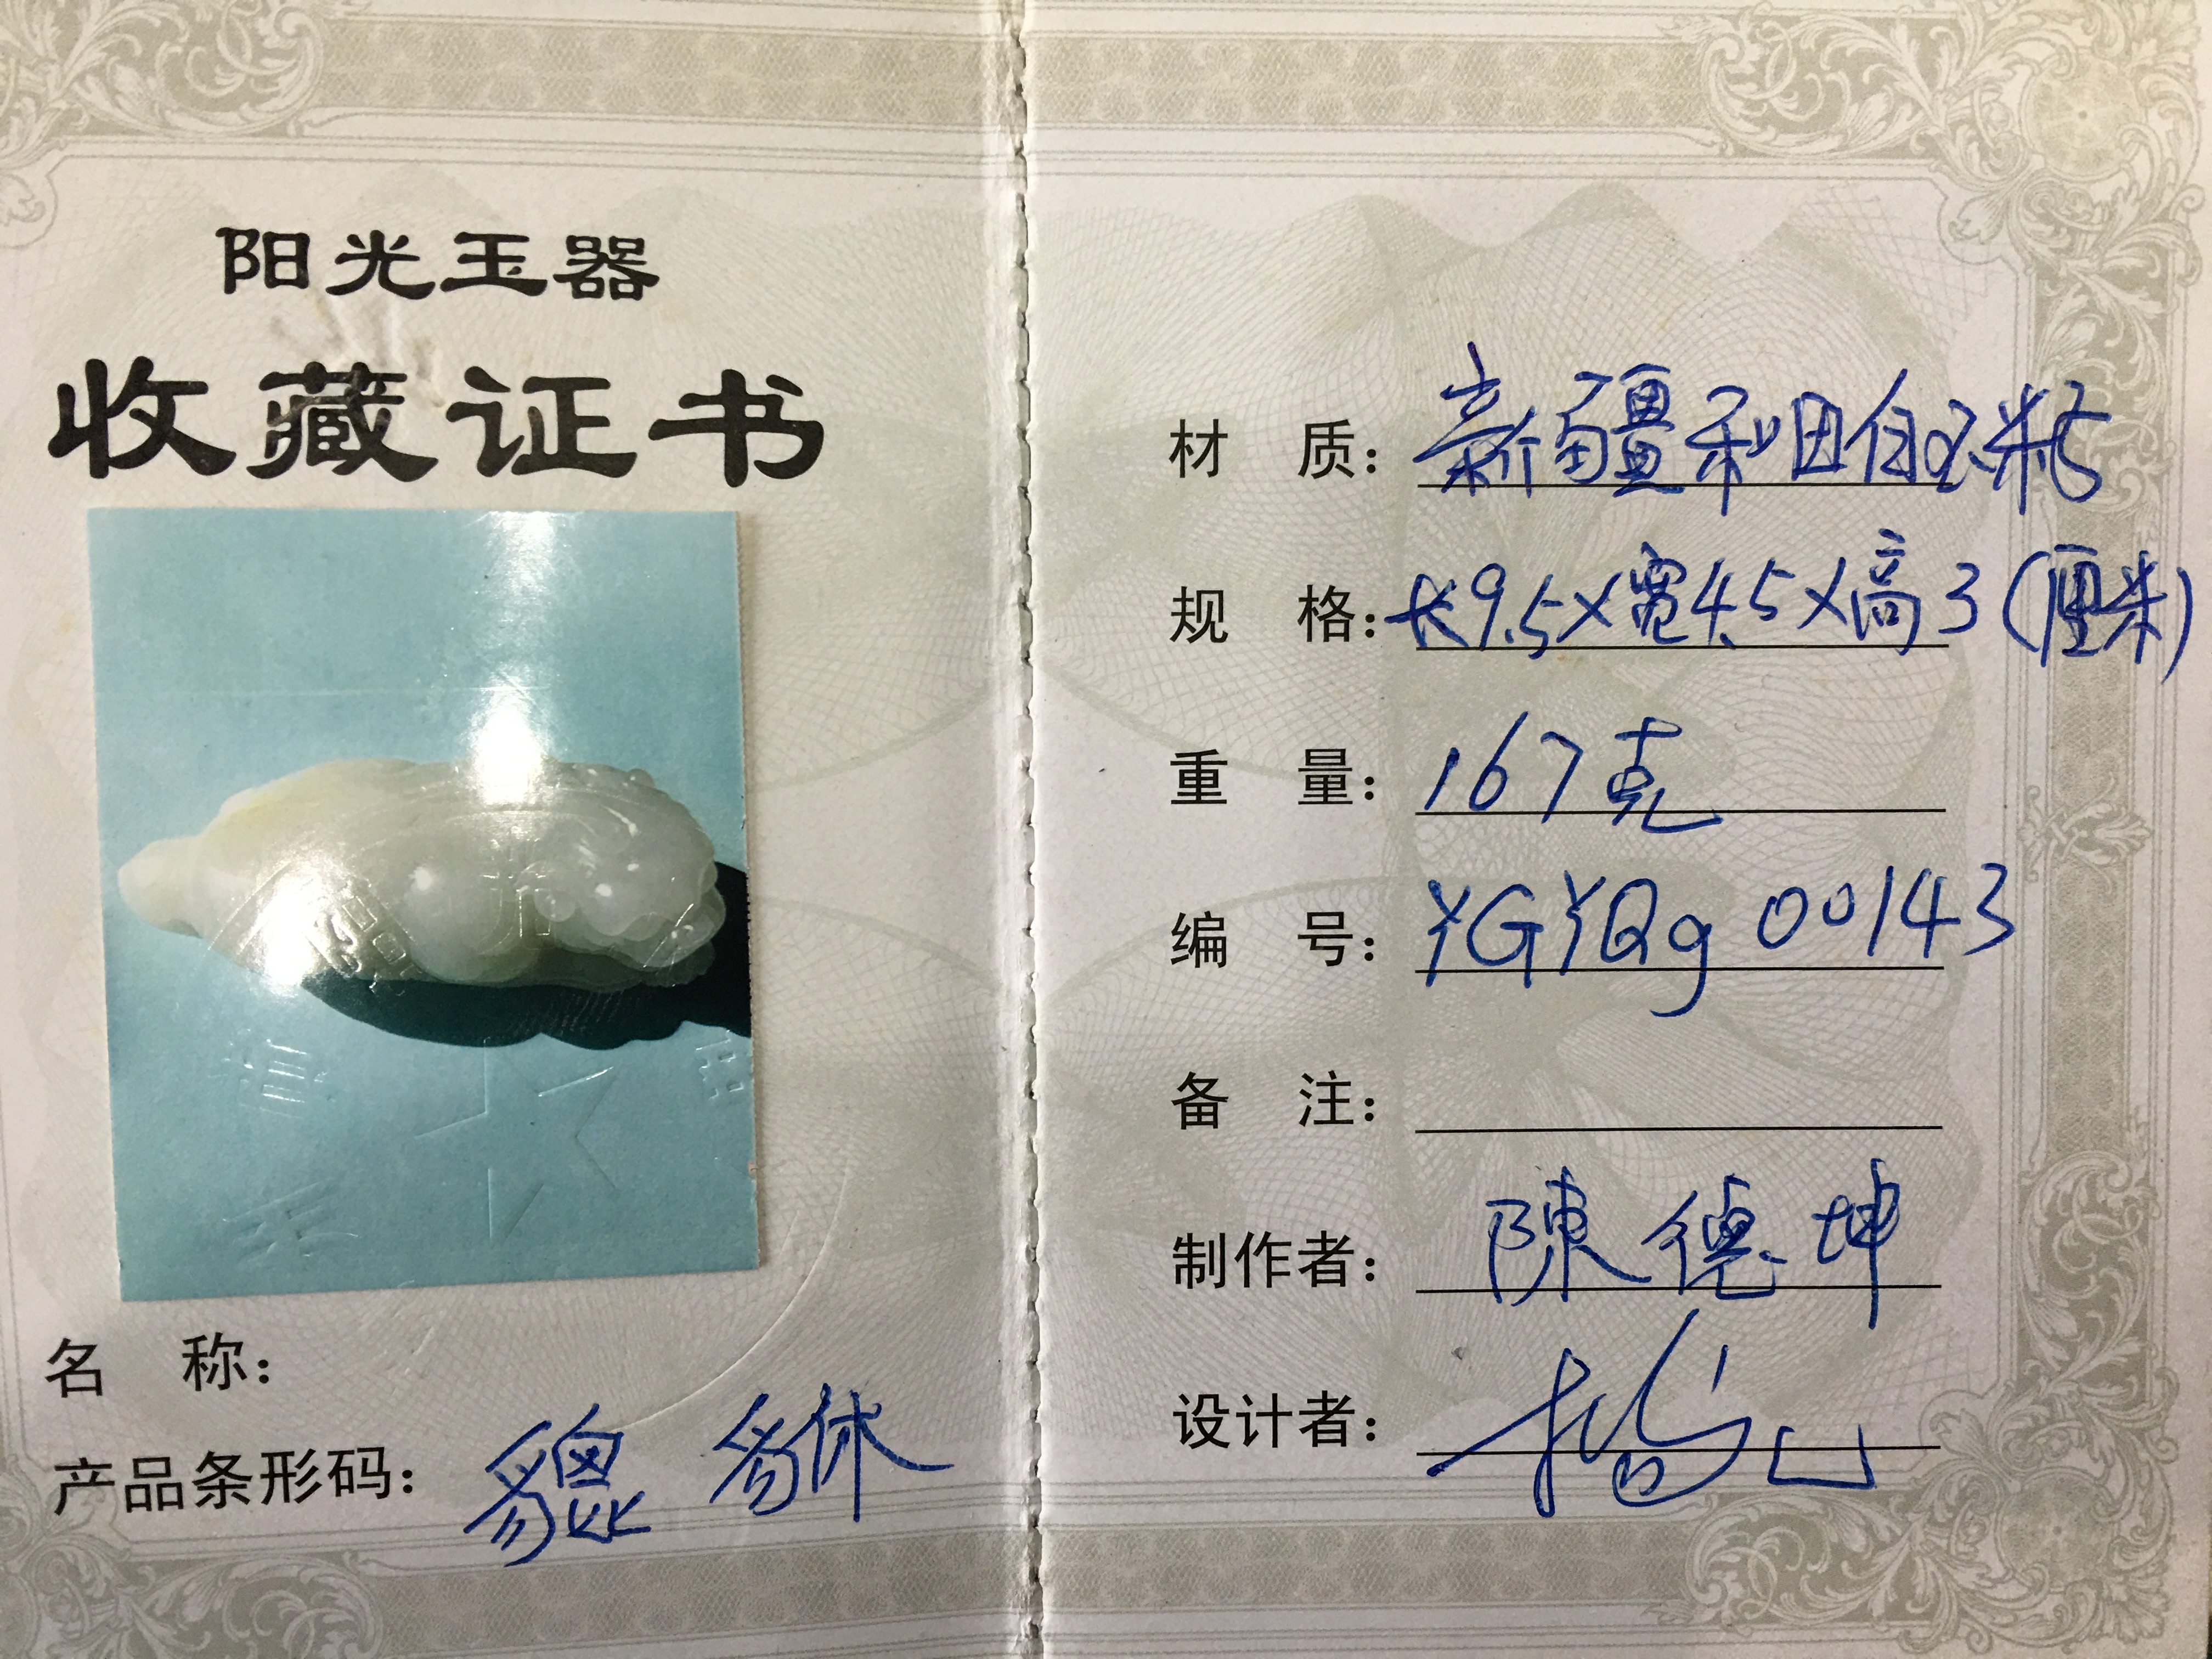 阳光玉器
收藏证书
名 称：
产品条形码：貔 貅
材 质：新疆和田白玉籽
规 格：长9.5×宽4.5×高3（厘米）
重 量：167克
编 号：YGYQg 00143
备 注：
制作者：陳德坤
设计者：